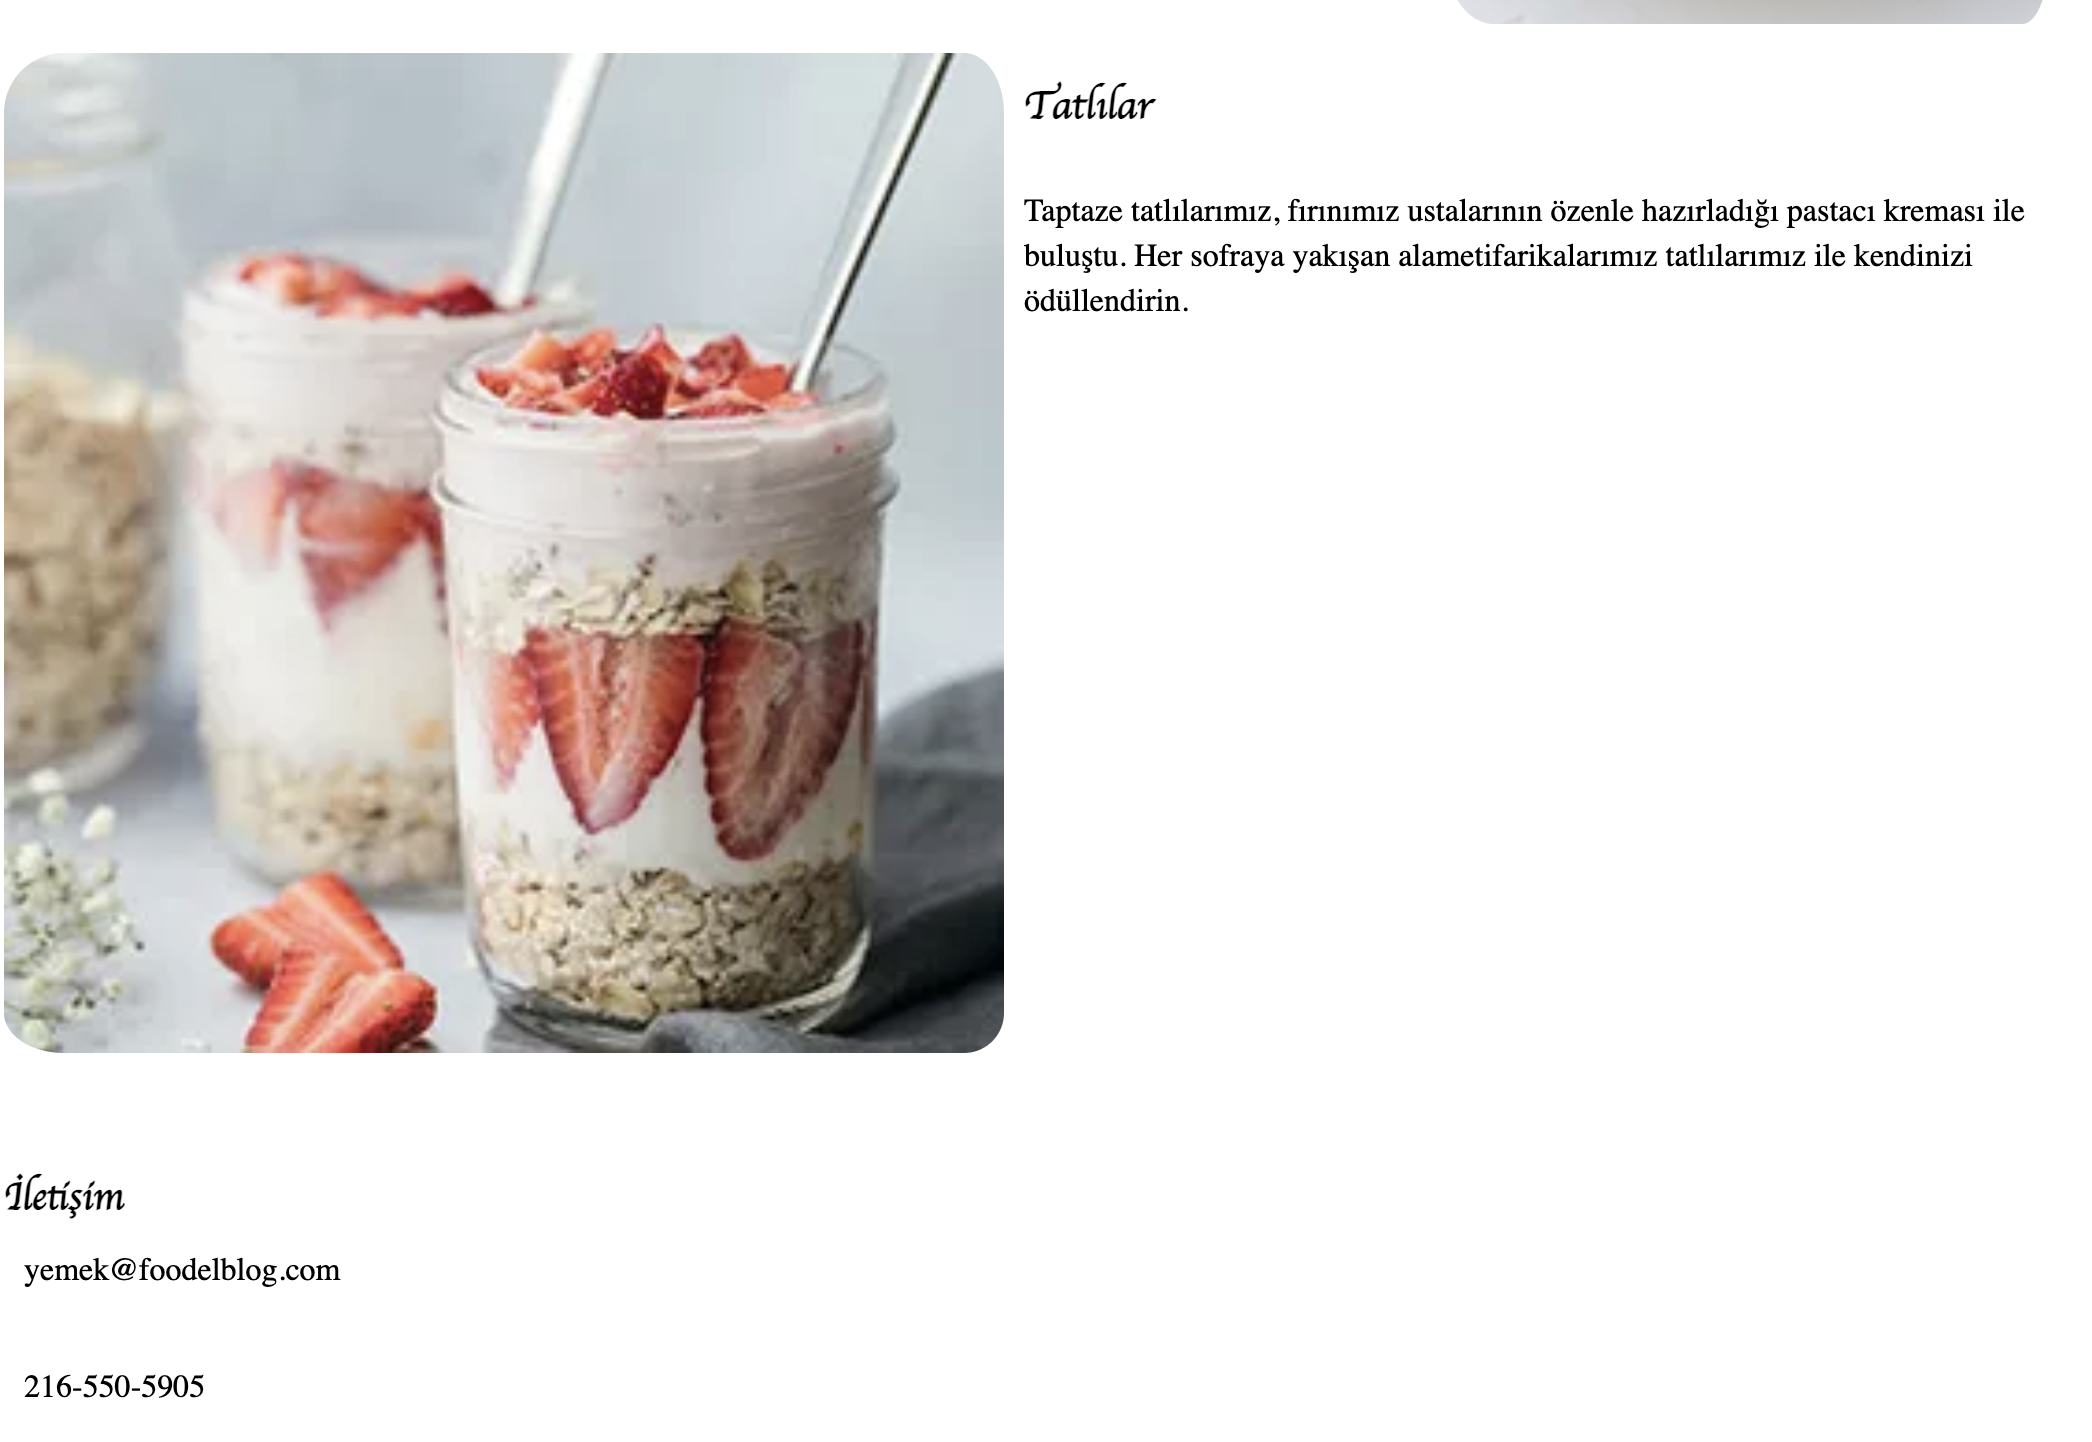 Tatlılar
Taptaze tatlılarımız, fırınımız ustalarının özenle hazırladığı pastacı kreması ile
buluştu. Her sofraya yakışan alametifarikalarımız tatlılarımız ile kendinizi
ödüllendirin.
İletişim
yemek@foodelblog.com
216-550-5905